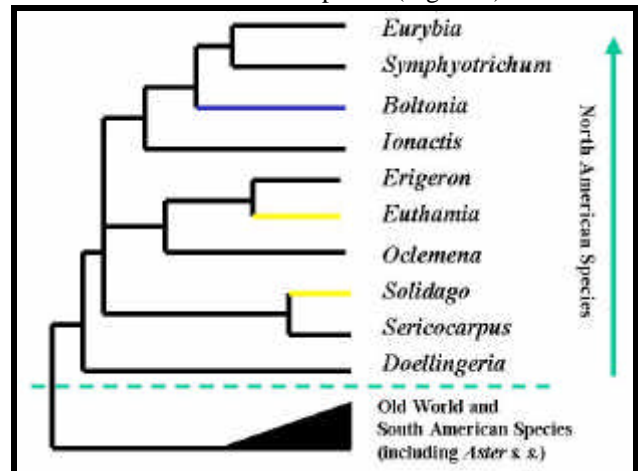 Eurybia
Symphyotrichum
Boltonia
Ionactis
Erigeron
Euthamia
Oclemena
Solidago
Sericocarpus
Doellingeria
North American Species
Old World and
South American Species
(including Aster s. s.)